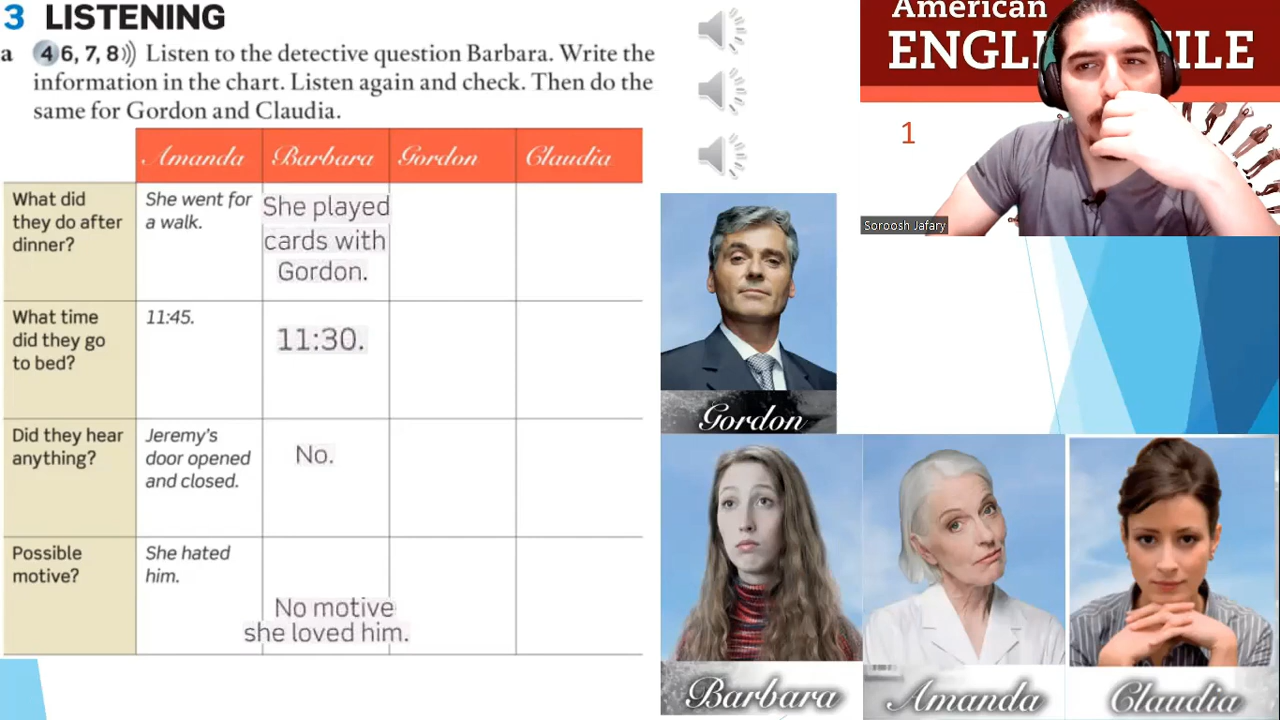 3 LISTENING
a 4 6, 7, 8))) Listen to the detective question Barbara. Write the
information in the chart. Listen again and check. Then do the
same for Gordon and Claudia.
Amanda Barbara Gordon Claudia
What did
they do after
dinner?
She went for
a walk.
She played
cards with
Gordon.
What time
did they go
to bed?
11:45.
11:30.
Did they hear
anything?
Jeremy's
door opened
and closed.
No.
Possible
motive?
She hated
him.
No motive
she loved him.
American
ENGL ILE
1
Soroosh Jafary
Gordon
Barbara
Amanda
Claudia